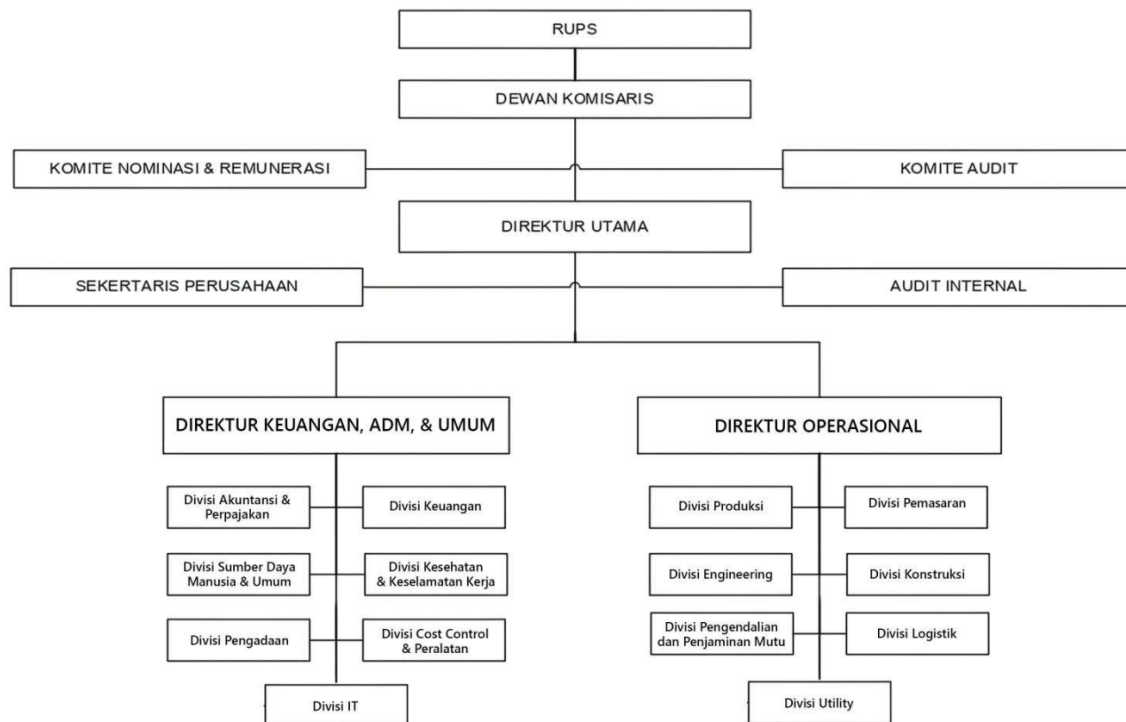 RUPS
DEWAN KOMISARIS
KOMITE NOMINASI & REMUNERASI
KOMITE AUDIT
DIREKTUR UTAMA
SEKERTARIS PERUSAHAAN
AUDIT INTERNAL
DIREKTUR KEUANGAN, ADM, & UMUM
DIREKTUR OPERASIONAL
Divisi Akuntansi &
Perpajakan
Divisi Keuangan
Divisi Produksi
Divisi Pemasaran
Divisi Sumber Daya
Manusia & Umum
Divisi Kesehatan
& Keselamatan Kerja
Divisi Engineering
Divisi Konstruksi
Divisi Pengadaan
Divisi Cost Control
& Peralatan
Divisi Pengendalian
dan Penjaminan Mutu
Divisi Logistik
Divisi IT
Divisi Utility